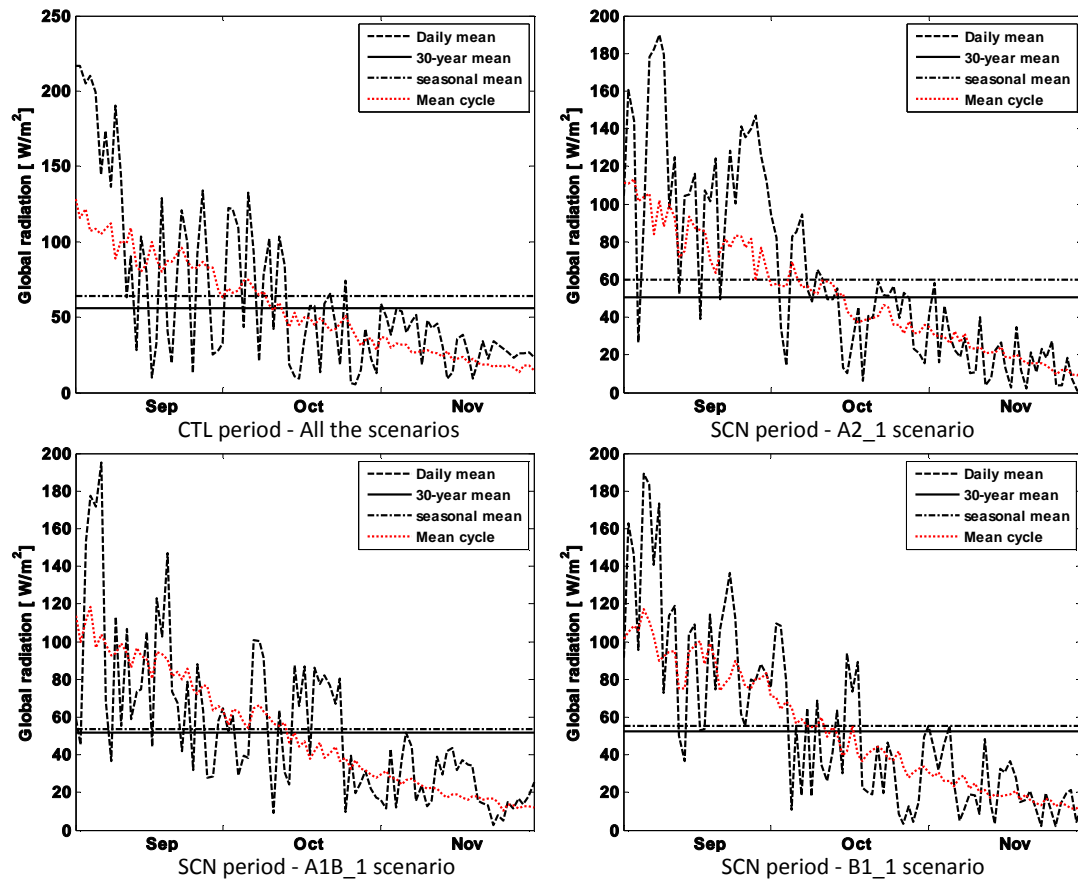 250
200
150
100
50
0
Global radiation [ W/m²]
Daily mean
30-year mean
seasonal mean
Mean cycle
Sep Oct Nov
CTL period - All the scenarios
200
180
160
140
120
100
80
60
40
20
0
Global radiation [ W/m²]
Daily mean
30-year mean
seasonal mean
Mean cycle
Sep Oct Nov
SCN period - A2_1 scenario
200
180
160
140
120
100
80
60
40
20
0
Global radiation [ W/m²]
Daily mean
30-year mean
seasonal mean
Mean cycle
Sep Oct Nov
SCN period - A1B_1 scenario
200
180
160
140
120
100
80
60
40
20
0
Global radiation [ W/m²]
Daily mean
30-year mean
seasonal mean
Mean cycle
Sep Oct Nov
SCN period - B1_1 scenario